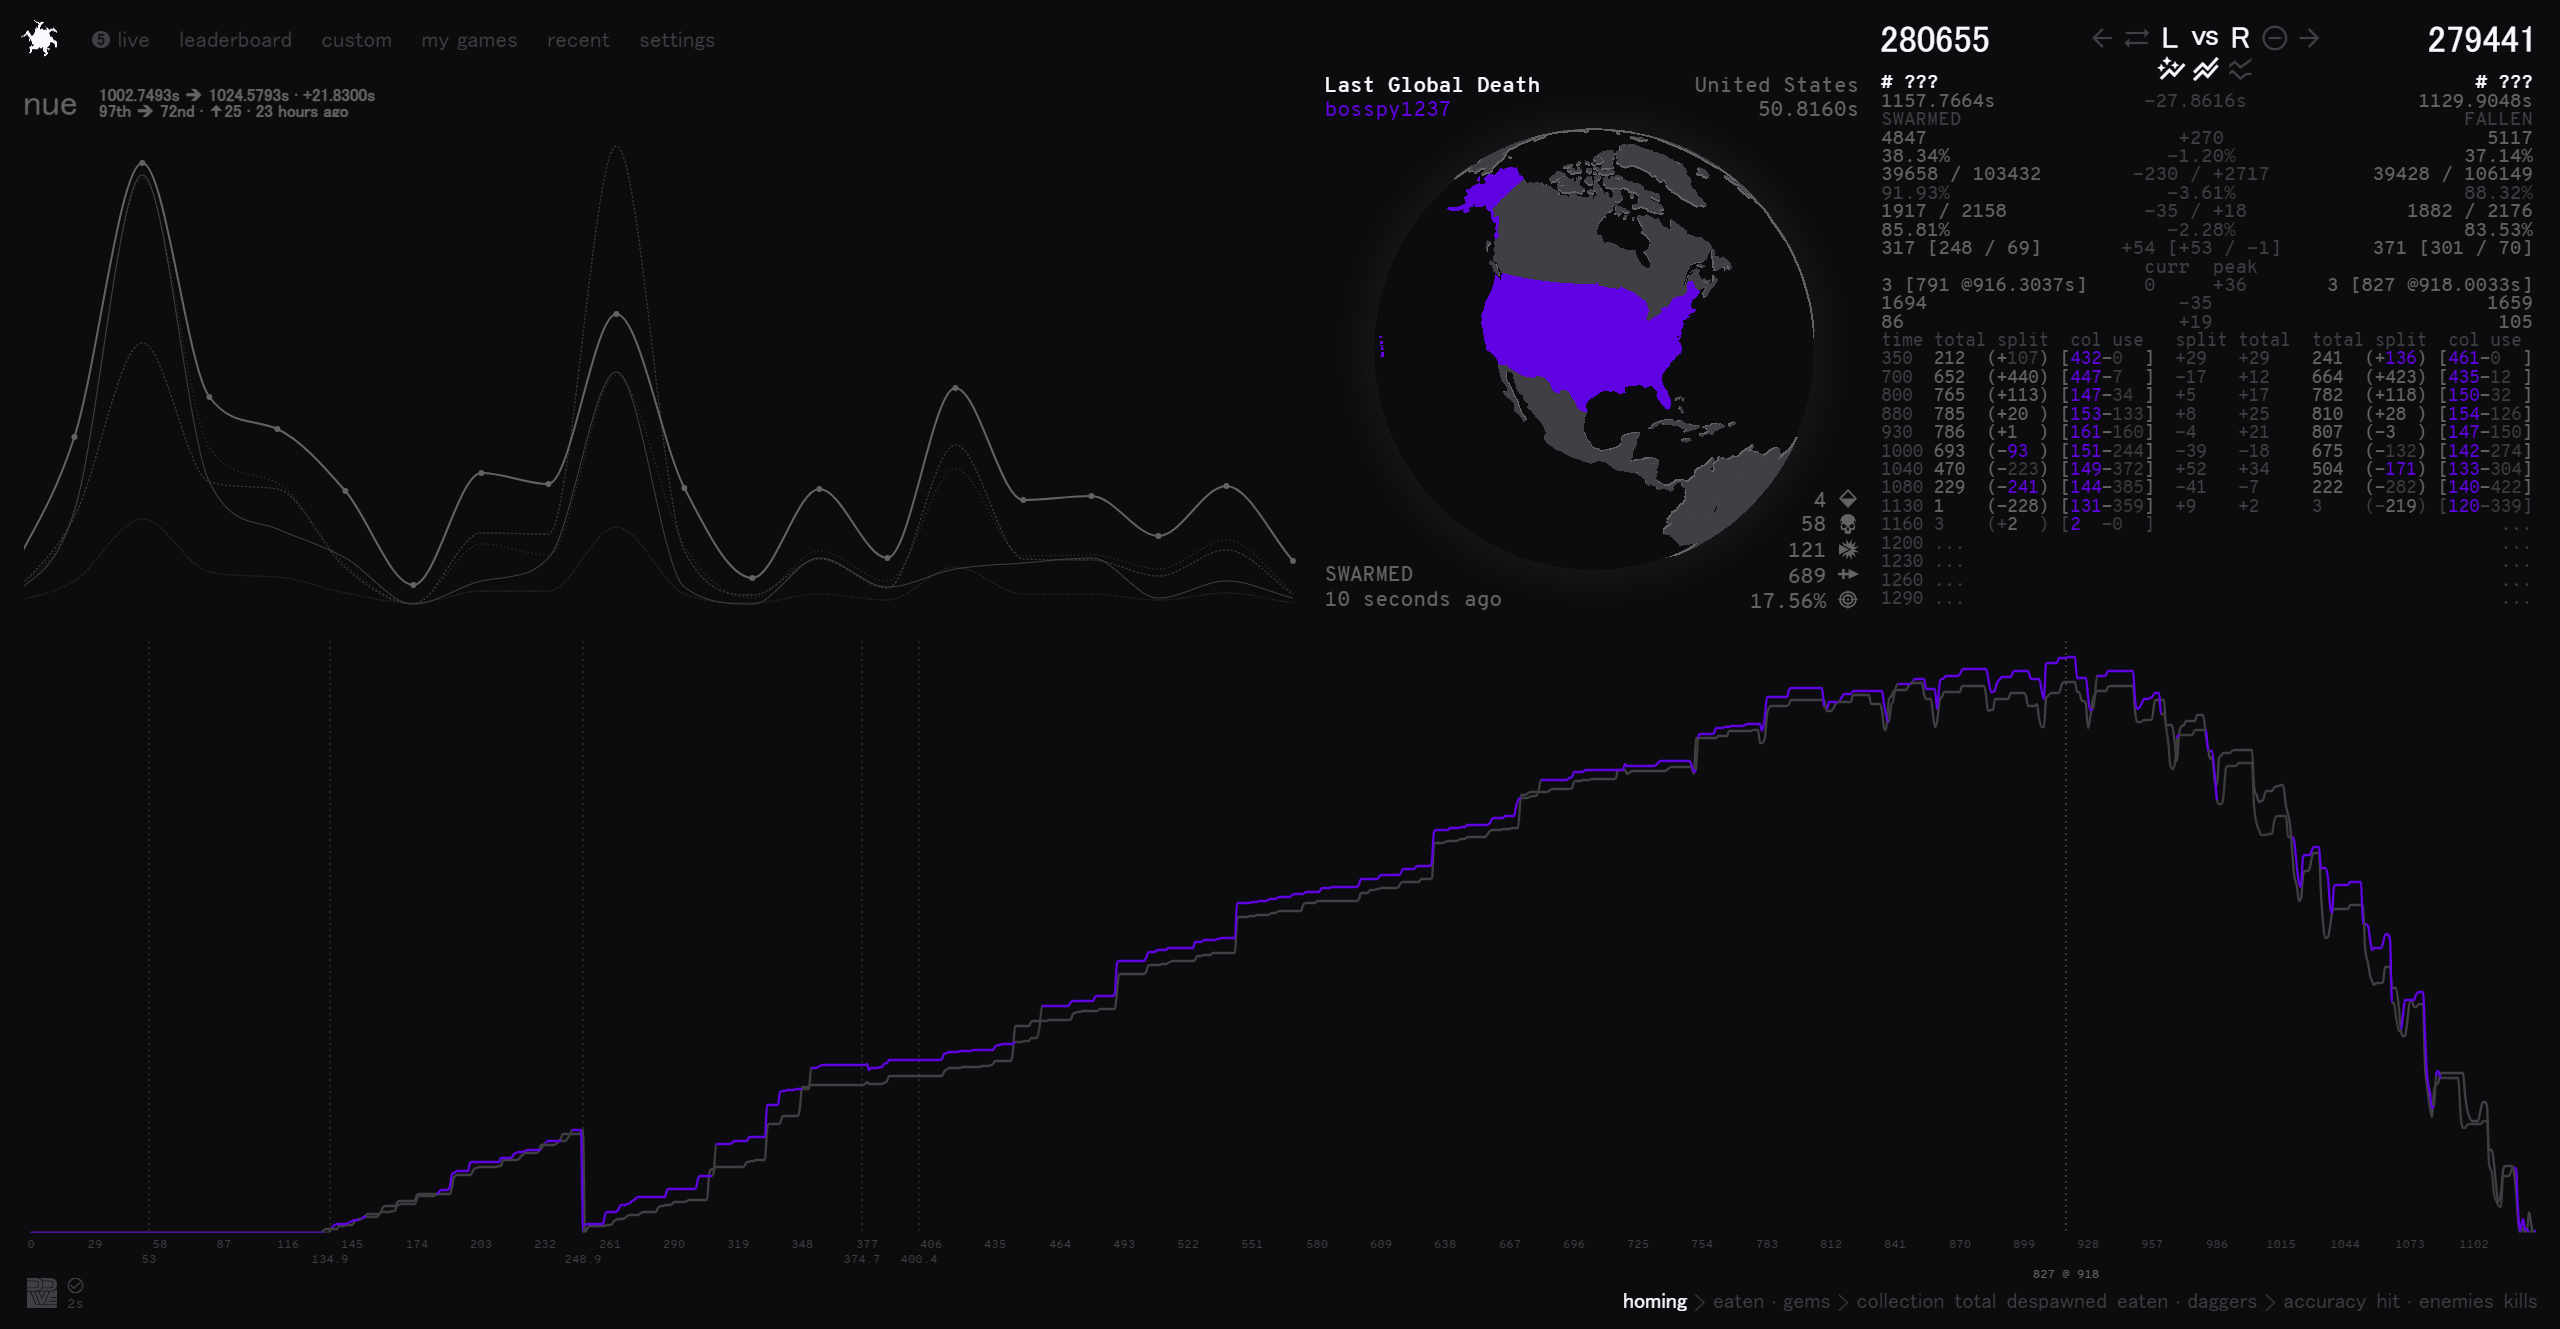 5 live leaderboard custom my games recent settings
nue
1002.7493s → 1024.5793s · +21.8300s
97th → 72nd · ↑25 · 23 hours ago
Last Global Death United States
bosspy1237 50.8160s
4
58
121
689
17.56%
SWARMED
10 seconds ago
280655 ← L vs R → 279441
# ??? # ???
1157.7664s -27.8616s 1129.9048s
SWARMED FALLEN
4847 +270 5117
38.34% -1.20% 37.14%
39658 / 103432 -230 / +2717 39428 / 106149
91.93% -3.61% 88.32%
1917 / 2158 -35 / +18 1882 / 2176
85.81% -2.28% 83.53%
317 [248 / 69] +54 [+53 / -1] 371 [301 / 70]
curr peak
3 [791 @916.3037s] 0 +36 3 [827 @918.0033s]
1694 -35 1659
86 +19 105
time total split col use split total total split col use
350 212 (+107) [432-0 ] +29 +29 241 (+136) [461-0 ]
700 652 (+440) [447-7 ] -17 +12 664 (+423) [435-12 ]
800 765 (+113) [147-34 ] +5 +17 782 (+118) [150-32 ]
880 785 (+20 ) [153-133] +8 +25 810 (+28 ) [154-126]
930 786 (+1 ) [161-160] -4 +21 807 (-3 ) [147-150]
1000 693 (-93 ) [151-244] -39 -18 675 (-132) [142-274]
1040 470 (-223) [149-372] +52 +34 504 (-171) [133-304]
1080 229 (-241) [144-385] -41 -7 222 (-282) [140-422]
1130 1 (-228) [131-359] +9 +2 3 (-219) [120-339]
1160 3 (+2 ) [2 -0 ] ...
1200 ... ...
1230 ... ...
1260 ... ...
1290 ... ...
0 29 58 87 116 145 174 203 232 261 290 319 348 377 406 435 464 493 522 551 580 609 638 667 696 725 754 783 812 841 870 899 928 957 986 1015 1044 1073 1102
53 134.9 248.9 374.7 400.4
827 @ 918
2s
homing > eaten · gems > collection total despawned eaten · daggers > accuracy hit · enemies kills